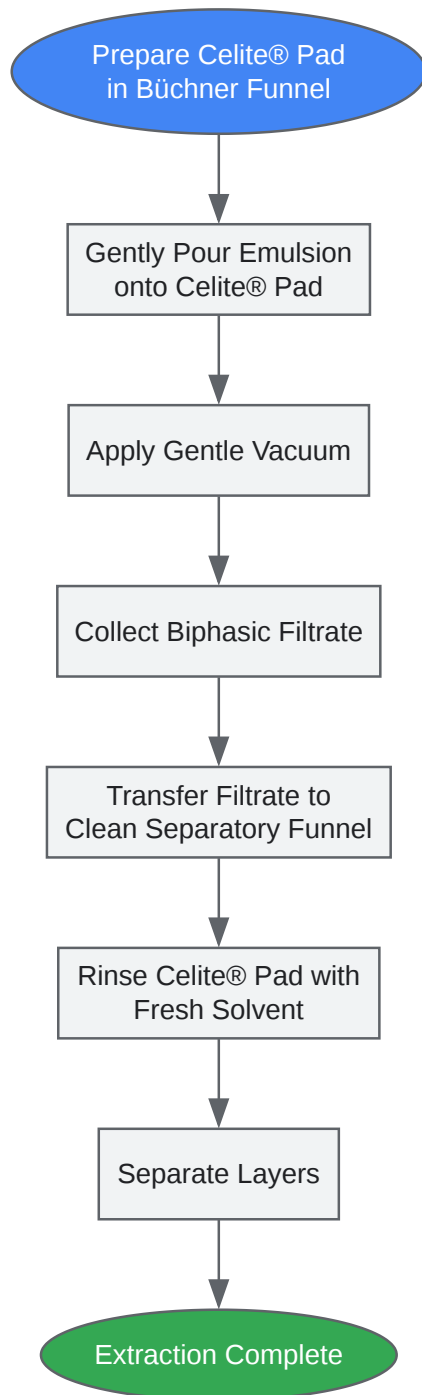 Prepare Celite® Pad
in Büchner Funnel
Gently Pour Emulsion
onto Celite® Pad
Apply Gentle Vacuum
Collect Biphasic Filtrate
Transfer Filtrate to
Clean Separatory Funnel
Rinse Celite® Pad with
Fresh Solvent
Separate Layers
Extraction Complete